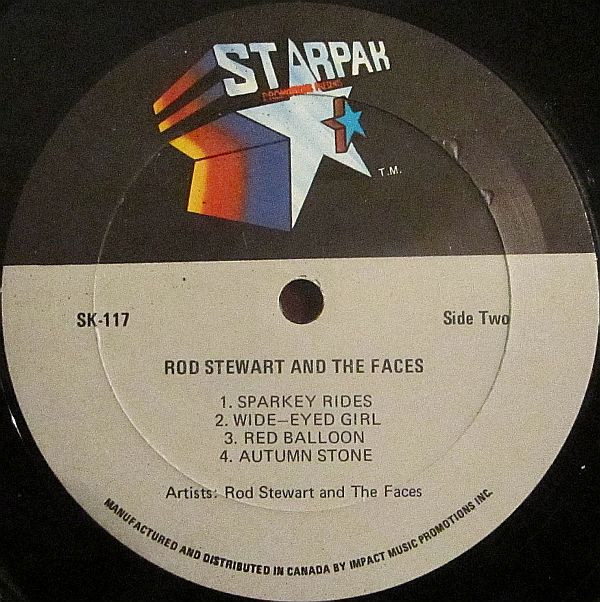 STARPAK
T.M.
SK-117
Side Two
ROD STEWART AND THE FACES
1. SPARKEY RIDES
2. WIDE—EYED GIRL
3. RED BALLOON
4. AUTUMN STONE
Artists: Rod Stewart and The Faces
MANUFACTURED AND DISTRIBUTED IN CANADA BY IMPACT MUSIC PROMOTIONS INC.